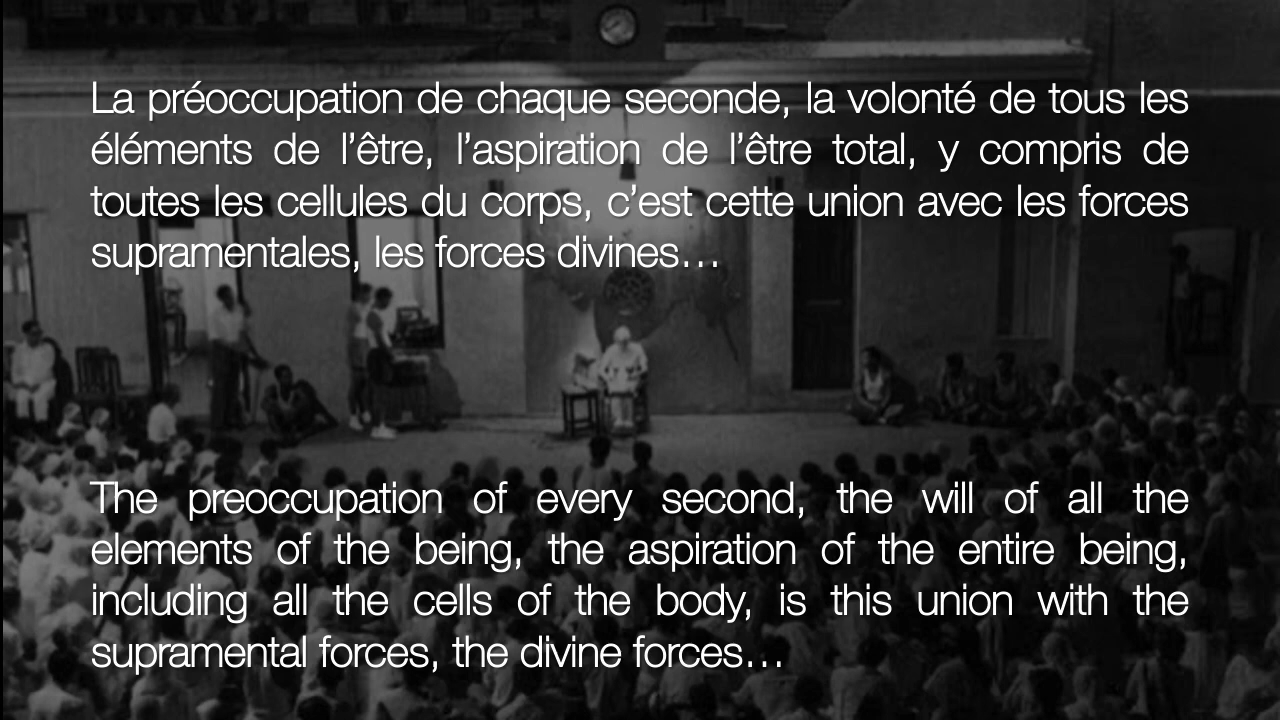 La préoccupation de chaque seconde, la volonté de tous les
éléments de l’être, l’aspiration de l’être total, y compris de
toutes les cellules du corps, c’est cette union avec les forces
supramentales, les forces divines…
The preoccupation of every second, the will of all the
elements of the being, the aspiration of the entire being,
including all the cells of the body, is this union with the
supramental forces, the divine forces…